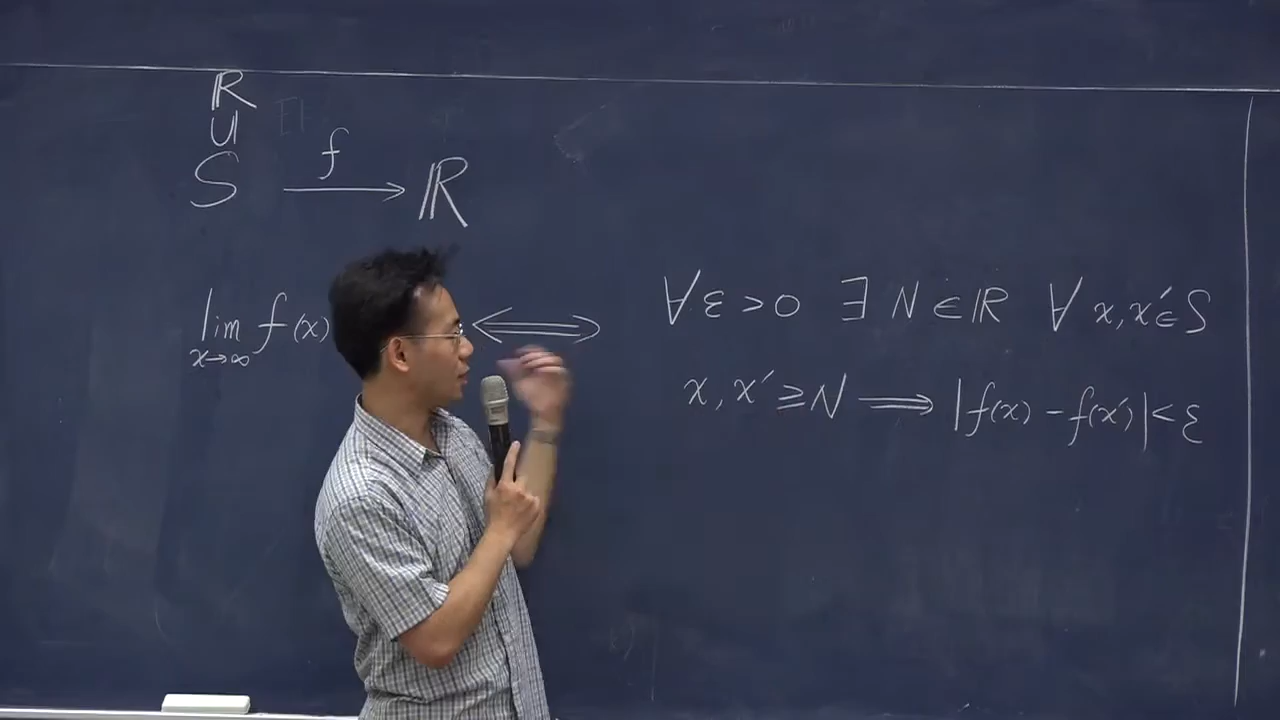 ℝ
∪
S —f→ ℝ
lim f(x) ⟺ ∀ ε > 0 ∃ N ∈ ℝ ∀ x, x′ ∈ S
x→∞
x, x′ ≥ N ⟹ |f(x) - f(x′)| < ε